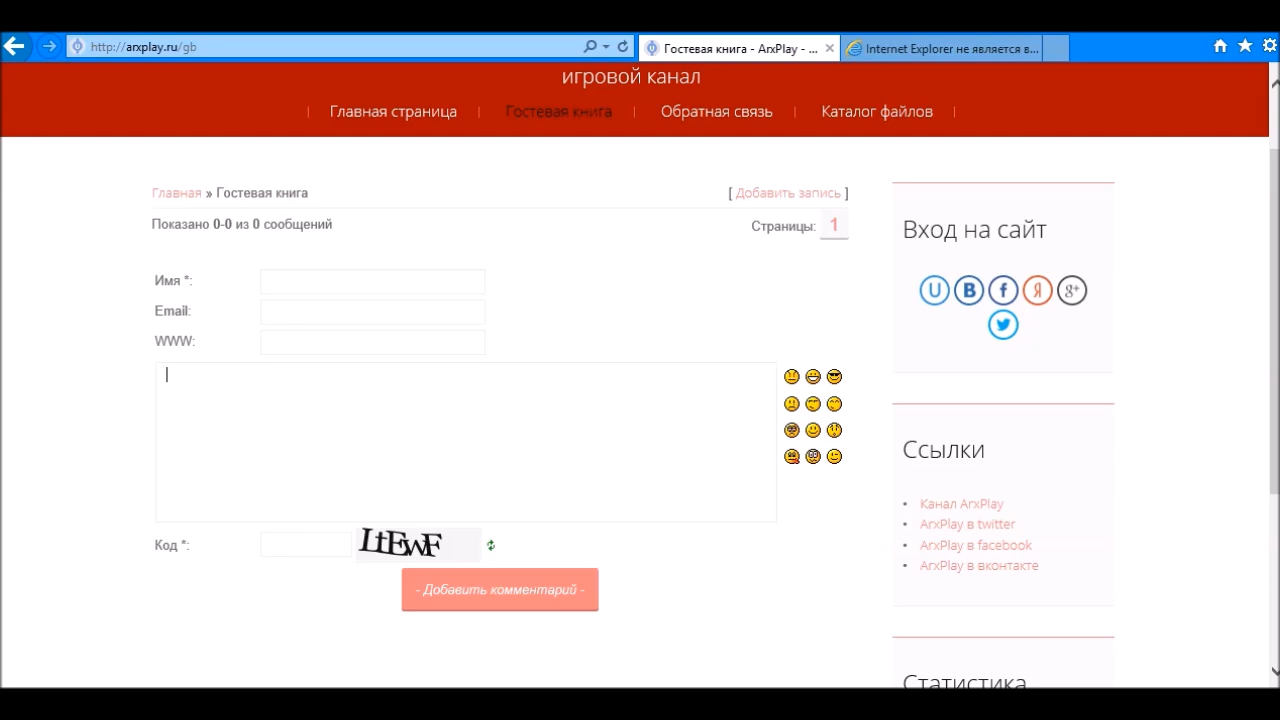 http://arxplay.ru/gb
Гостевая книга - ArxPlay - ...
Internet Explorer не является в...
игровой канал
Главная страница
Гостевая книга
Обратная связь
Каталог файлов
Главная » Гостевая книга
[ Добавить запись ]
Показано 0-0 из 0 сообщений
Страницы: 1
Имя *:
Email:
WWW:
Код *:
LtEWF
- Добавить комментарий -
Вход на сайт
U B f Я g+
Ссылки
• Канал ArxPlay
• ArxPlay в twitter
• ArxPlay в facebook
• ArxPlay в вконтакте
Статистика